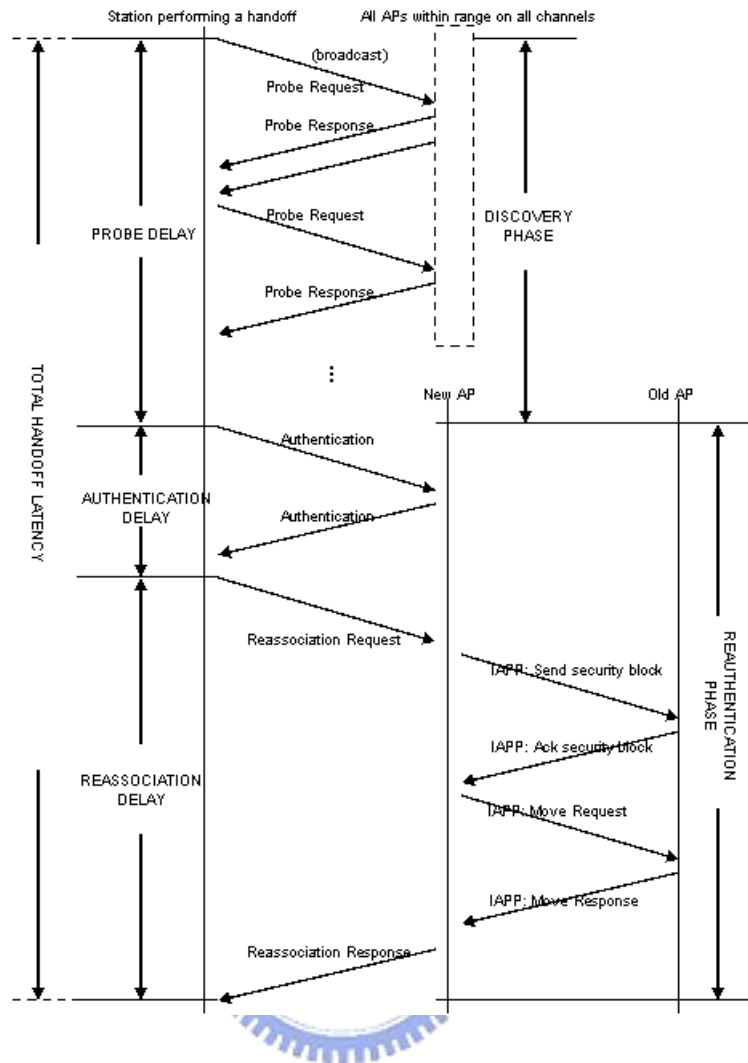 Station performing a handoff
All APs within range on all channels
(broadcast)
Probe Request
Probe Response
Probe Request
PROBE DELAY
DISCOVERY
PHASE
Probe Response
...
TOTAL HANDOFF LATENCY
New AP
Old AP
Authentication
AUTHENTICATION
DELAY
Authentication
Reassociation Request
IAPP: Send security block
REAUTHENTICATION
PHASE
IAPP: Ack security block
REASSOCIATION
DELAY
IAPP: Move Request
IAPP: Move Response
Reassociation Response